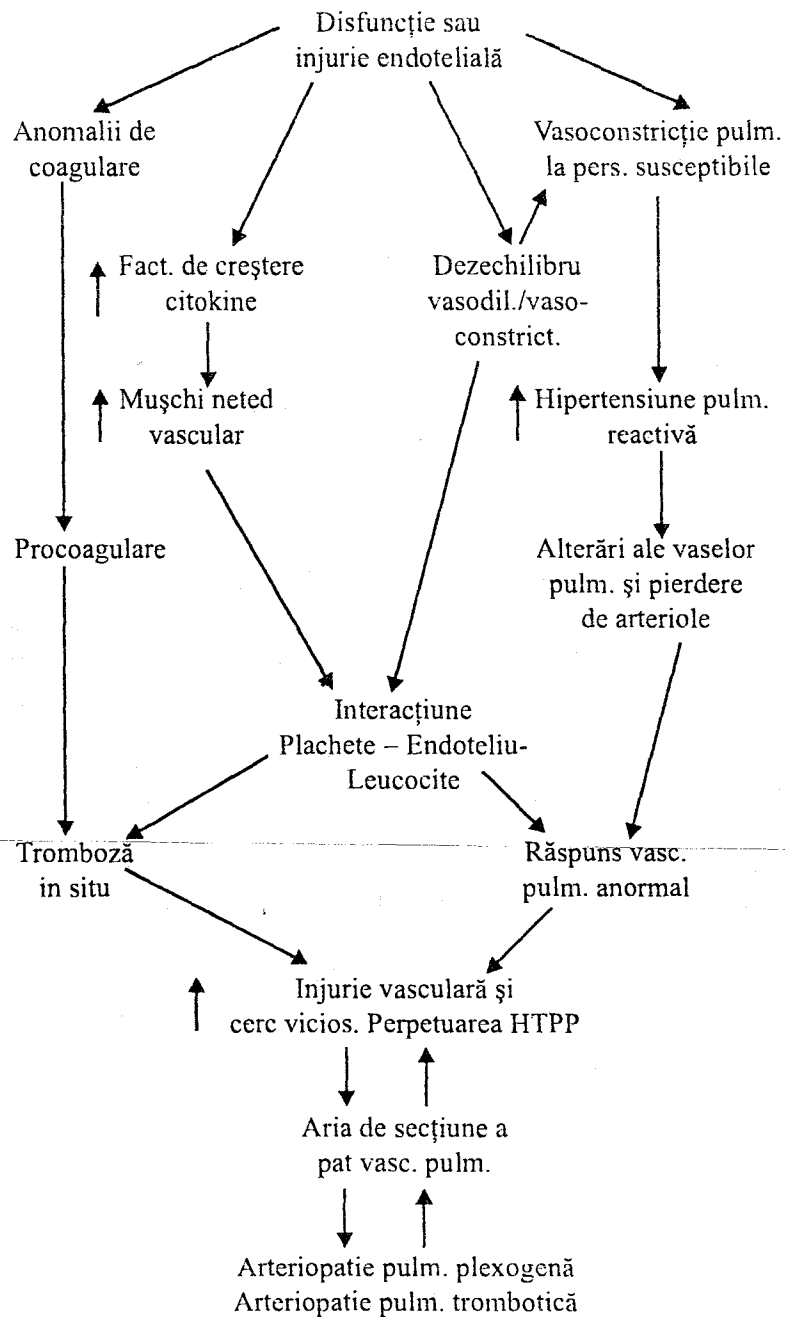 Disfuncție sau
injurie endotelială
Anomalii de
coagulare
Vasoconstricție pulm.
la pers. susceptibile
Fact. de creștere
citokine
Dezechilibru
vasodil./vaso-
constrict.
Mușchi neted
vascular
Hipertensiune pulm.
reactivă
Procoagulare
Alterări ale vaselor
pulm. și pierdere
de arteriole
Interacțiune
Plachete – Endoteliu-
Leucocite
Tromboză
in situ
Răspuns vasc.
pulm. anormal
Injurie vasculară și
cerc vicios. Perpetuarea HTPP
Aria de secțiune a
pat vasc. pulm.
Arteriopatie pulm. plexogenă
Arteriopatie pulm. trombotică